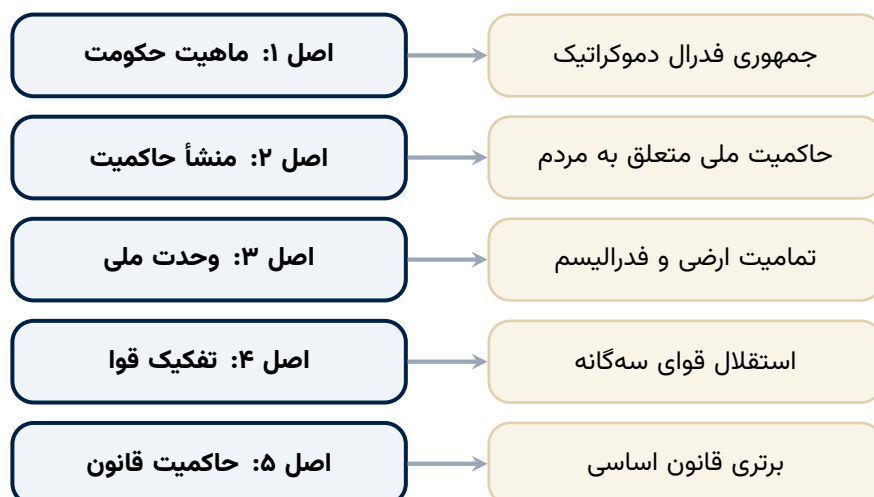 اصل ۱: ماهیت حکومت
جمهوری فدرال دموکراتیک
اصل ۲: منشأ حاکمیت
حاکمیت ملی متعلق به مردم
اصل ۳: وحدت ملی
تمامیت ارضی و فدرالیسم
اصل ۴: تفکیک قوا
استقلال قوای سه‌گانه
اصل ۵: حاکمیت قانون
برتری قانون اساسی